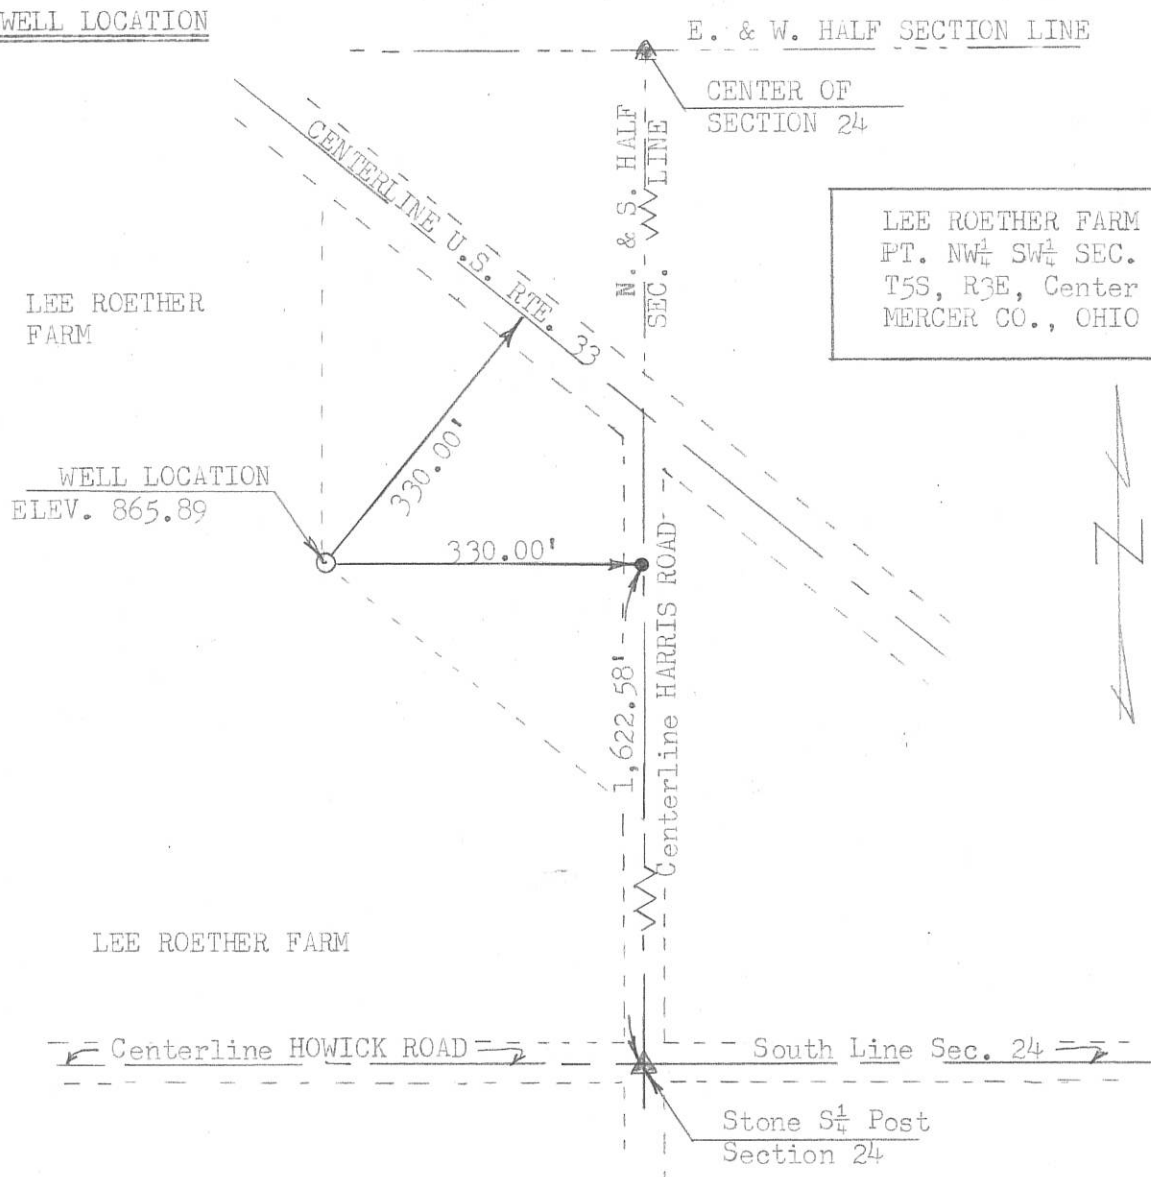 WELL LOCATION
E. & W. HALF SECTION LINE
CENTER OF
SECTION 24
N. & S. HALF
SEC. LINE
CENTERLINE U.S. RTE. 33
LEE ROETHER FARM
PT. NW¼ SW¼ SEC.
T5S, R3E, Center
MERCER CO., OHIO
LEE ROETHER
FARM
WELL LOCATION
ELEV. 865.89
330.00'
330.00'
N
1,622.58'
Centerline HARRIS ROAD
LEE ROETHER FARM
Centerline HOWICK ROAD
South Line Sec. 24
Stone S¼ Post
Section 24